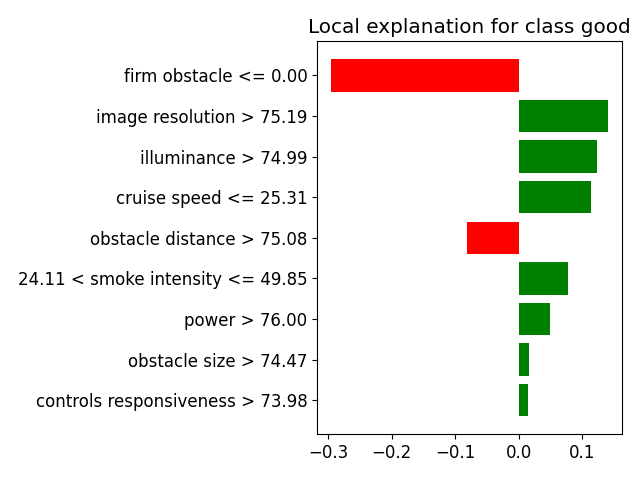 Local explanation for class good
firm obstacle <= 0.00
image resolution > 75.19
illuminance > 74.99
cruise speed <= 25.31
obstacle distance > 75.08
24.11 < smoke intensity <= 49.85
power > 76.00
obstacle size > 74.47
controls responsiveness > 73.98
−0.3 −0.2 −0.1 0.0 0.1